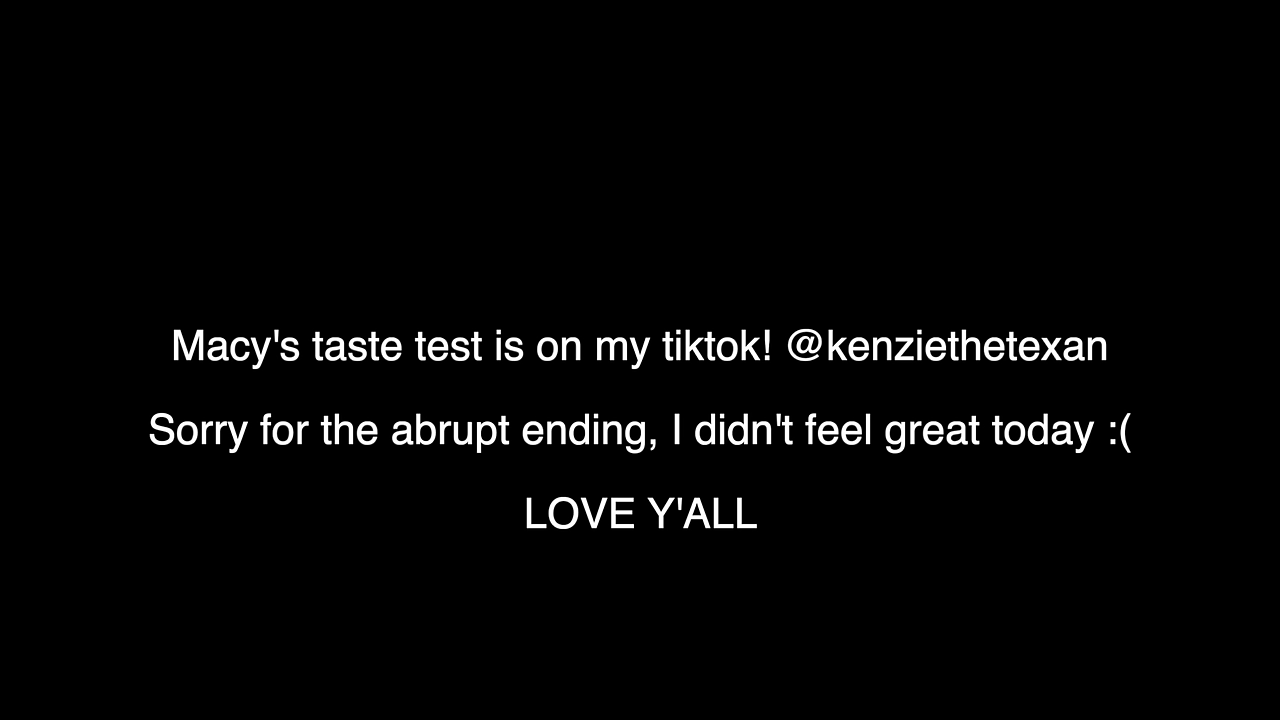 Macy's taste test is on my tiktok! @kenziethetexan
Sorry for the abrupt ending, I didn't feel great today :(
LOVE Y'ALL